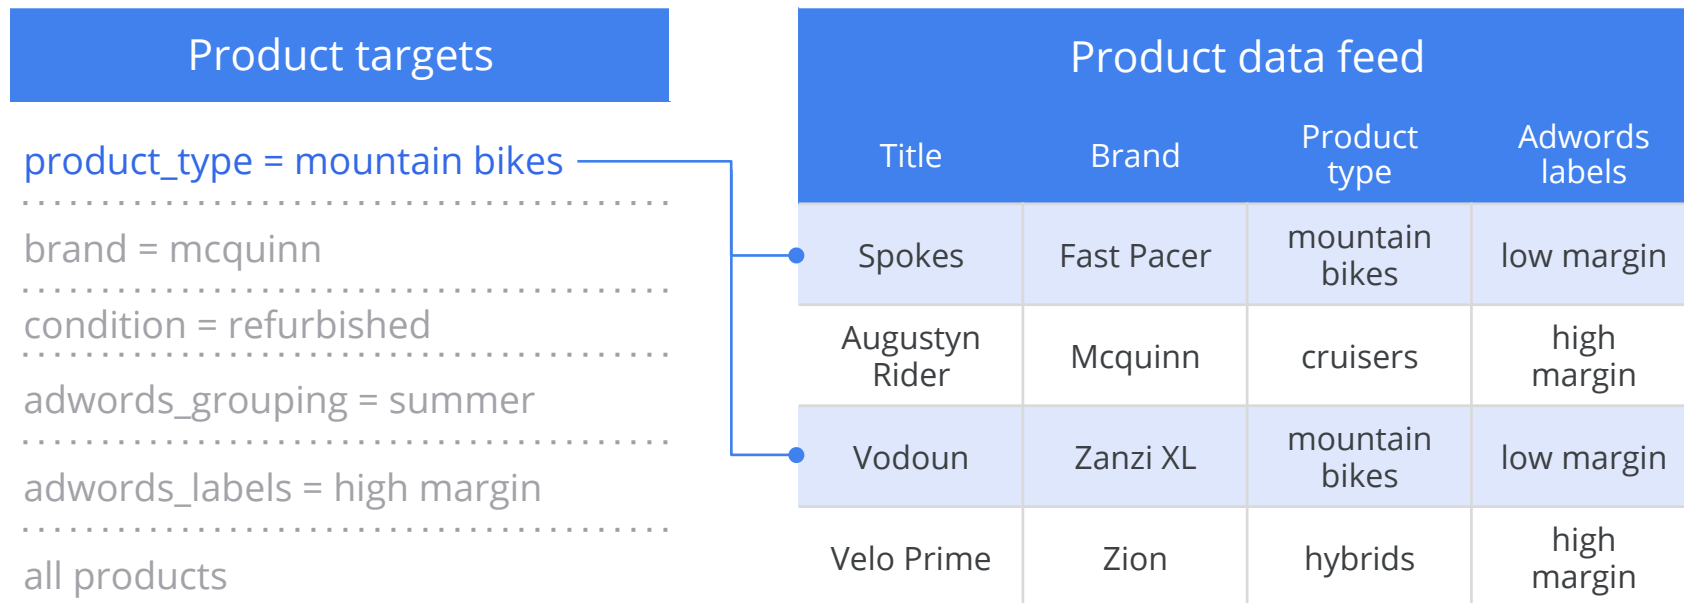 Product targets
product_type = mountain bikes
brand = mcquinn
condition = refurbished
adwords_grouping = summer
adwords_labels = high margin
all products
Product data feed
Title Brand Product type Adwords labels
Spokes Fast Pacer mountain bikes low margin
Augustyn Rider Mcquinn cruisers high margin
Vodoun Zanzi XL mountain bikes low margin
Velo Prime Zion hybrids high margin